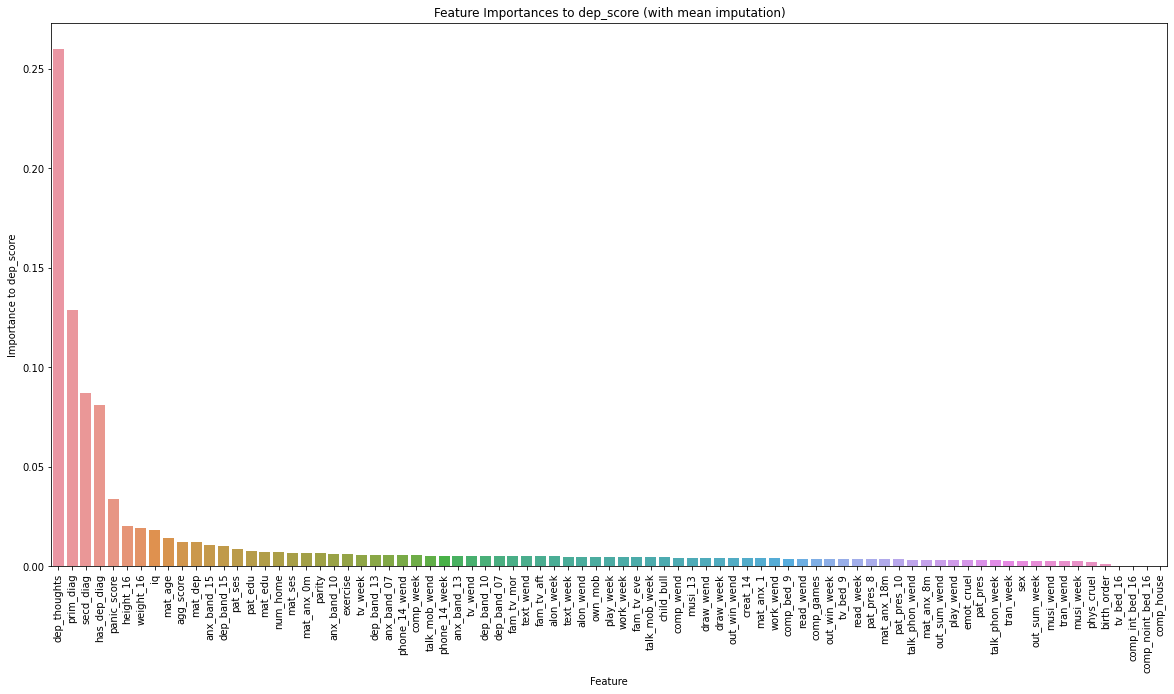 Feature Importances to dep_score (with mean imputation)
Importance to dep_score
0.25
0.20
0.15
0.10
0.05
0.00
dep_thoughts
prim_diag
secd_diag
has_dep_diag
panic_score
height_16
weight_16
iq
mat_age
agg_score
mat_dep
anx_band_15
dep_band_15
pat_ses
pat_edu
mat_edu
num_home
mat_ses
mat_anx_0m
parity
anx_band_10
exercise
tv_week
dep_band_13
anx_band_07
phone_14_wend
comp_week
talk_mob_wend
phone_14_week
anx_band_13
tv_wend
dep_band_10
dep_band_07
fam_tv_mor
text_wend
fam_tv_aft
alon_week
text_week
alon_wend
own_mob
play_week
work_week
fam_tv_eve
talk_mob_week
child_bull
comp_wend
musi_13
draw_wend
draw_week
out_win_wend
creat_14
mat_anx_1
work_wend
comp_bed_9
read_wend
comp_games
out_win_week
tv_bed_9
read_week
pat_pres_8
mat_anx_18m
pat_pres_10
talk_phon_wend
mat_anx_8m
out_sum_wend
play_wend
emot_cruel
pat_pres
talk_phon_week
tran_week
sex
out_sum_week
musi_wend
tran_wend
musi_week
phys_cruel
birth_order
tv_bed_16
comp_int_bed_16
comp_noint_bed_16
comp_house
Feature